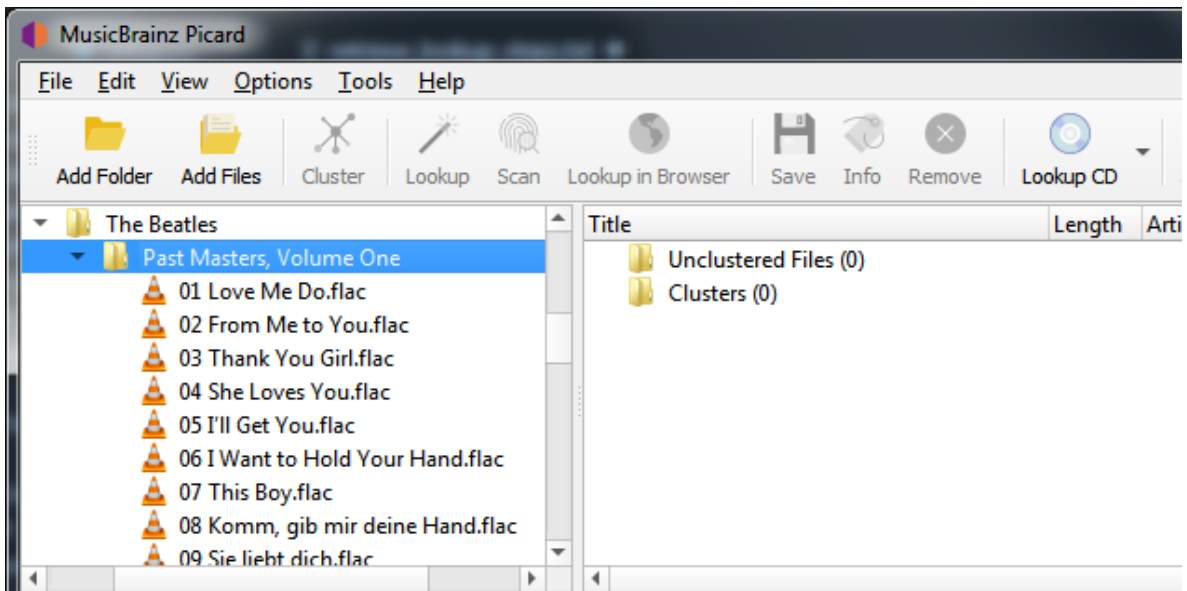 MusicBrainz Picard
File Edit View Options Tools Help
Add Folder Add Files Cluster Lookup Scan Lookup in Browser Save Info Remove Lookup CD
The Beatles
Past Masters, Volume One
01 Love Me Do.flac
02 From Me to You.flac
03 Thank You Girl.flac
04 She Loves You.flac
05 I'll Get You.flac
06 I Want to Hold Your Hand.flac
07 This Boy.flac
08 Komm, gib mir deine Hand.flac
09 Sie liebt dich.flac
Title Length Arti
Unclustered Files (0)
Clusters (0)